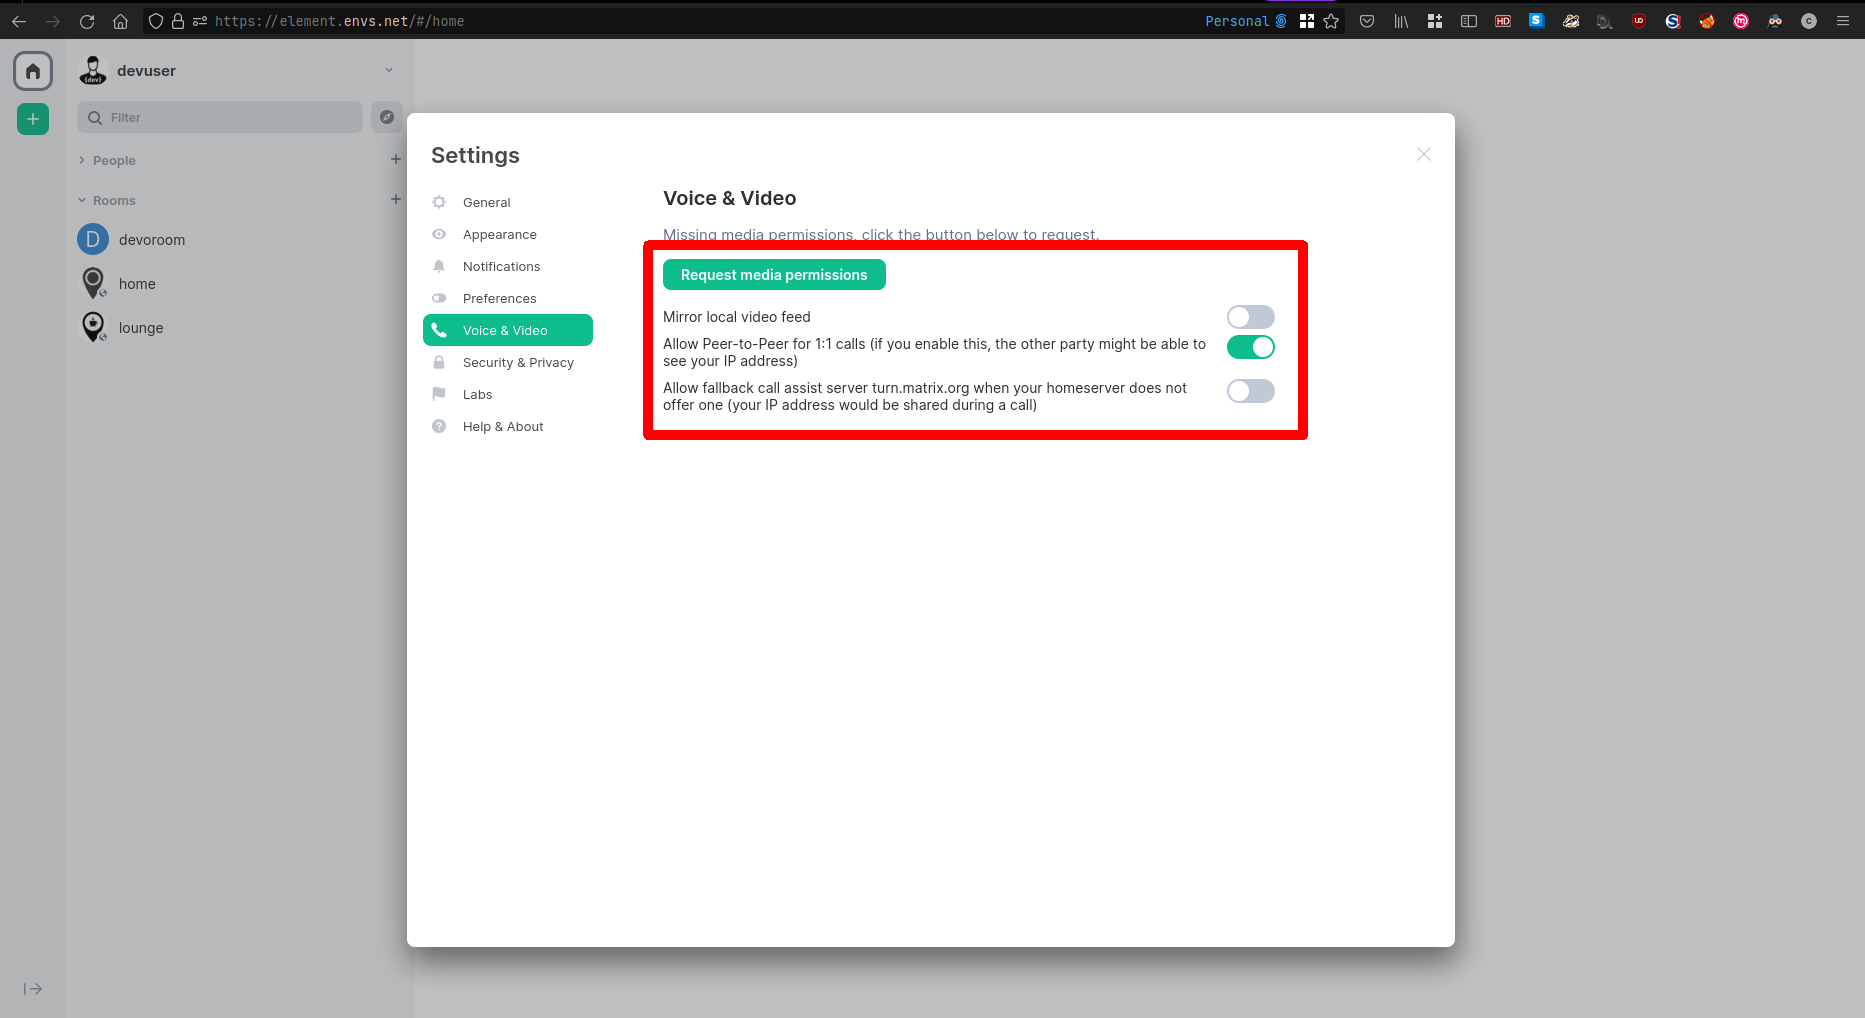 https://element.envs.net/#/home
Personal
HD
S
uD
S
m
c
devuser
{dev}
Filter
People
Rooms
D
devoroom
home
lounge
Settings
General
Appearance
Notifications
Preferences
Voice & Video
Security & Privacy
Labs
Help & About
Voice & Video
Missing media permissions, click the button below to request.
Request media permissions
Mirror local video feed
Allow Peer-to-Peer for 1:1 calls (if you enable this, the other party might be able to
see your IP address)
Allow fallback call assist server turn.matrix.org when your homeserver does not
offer one (your IP address would be shared during a call)